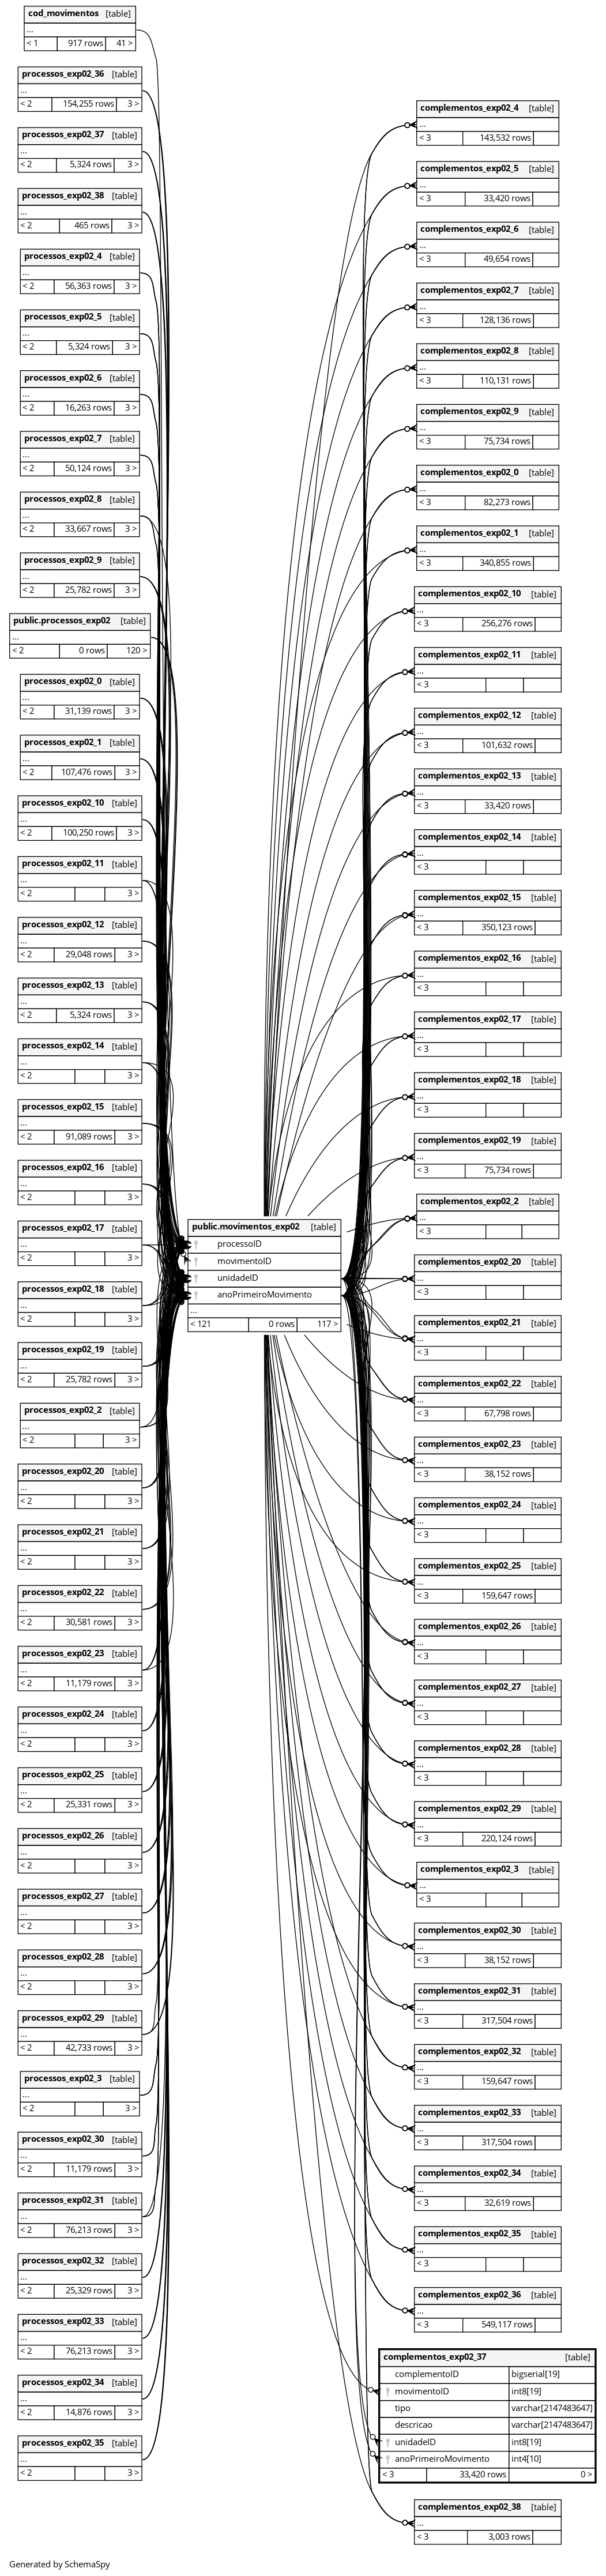 cod_movimentos [table]
...
< 1 917 rows 41 >
processos_exp02_36 [table]
...
< 2 154,255 rows 3 >
processos_exp02_37 [table]
...
< 2 5,324 rows 3 >
processos_exp02_38 [table]
...
< 2 465 rows 3 >
processos_exp02_4 [table]
...
< 2 56,363 rows 3 >
processos_exp02_5 [table]
...
< 2 5,324 rows 3 >
processos_exp02_6 [table]
...
< 2 16,263 rows 3 >
processos_exp02_7 [table]
...
< 2 50,124 rows 3 >
processos_exp02_8 [table]
...
< 2 33,667 rows 3 >
processos_exp02_9 [table]
...
< 2 25,782 rows 3 >
public.processos_exp02 [table]
...
< 2 0 rows 120 >
processos_exp02_0 [table]
...
< 2 31,139 rows 3 >
processos_exp02_1 [table]
...
< 2 107,476 rows 3 >
processos_exp02_10 [table]
...
< 2 100,250 rows 3 >
processos_exp02_11 [table]
...
< 2 3 >
processos_exp02_12 [table]
...
< 2 29,048 rows 3 >
processos_exp02_13 [table]
...
< 2 5,324 rows 3 >
processos_exp02_14 [table]
...
< 2 3 >
processos_exp02_15 [table]
...
< 2 91,089 rows 3 >
processos_exp02_16 [table]
...
< 2 3 >
processos_exp02_17 [table]
...
< 2 3 >
processos_exp02_18 [table]
...
< 2 3 >
processos_exp02_19 [table]
...
< 2 25,782 rows 3 >
processos_exp02_2 [table]
...
< 2 3 >
processos_exp02_20 [table]
...
< 2 3 >
processos_exp02_21 [table]
...
< 2 3 >
processos_exp02_22 [table]
...
< 2 30,581 rows 3 >
processos_exp02_23 [table]
...
< 2 11,179 rows 3 >
processos_exp02_24 [table]
...
< 2 3 >
processos_exp02_25 [table]
...
< 2 25,331 rows 3 >
processos_exp02_26 [table]
...
< 2 3 >
processos_exp02_27 [table]
...
< 2 3 >
processos_exp02_28 [table]
...
< 2 3 >
processos_exp02_29 [table]
...
< 2 42,733 rows 3 >
processos_exp02_3 [table]
...
< 2 3 >
processos_exp02_30 [table]
...
< 2 11,179 rows 3 >
processos_exp02_31 [table]
...
< 2 76,213 rows 3 >
processos_exp02_32 [table]
...
< 2 25,329 rows 3 >
processos_exp02_33 [table]
...
< 2 76,213 rows 3 >
processos_exp02_34 [table]
...
< 2 14,876 rows 3 >
processos_exp02_35 [table]
...
< 2 3 >
public.movimentos_exp02 [table]
processoID
movimentoID
unidadeID
anoPrimeiroMovimento
...
< 121 0 rows 117 >
complementos_exp02_4 [table]
...
< 3 143,532 rows
complementos_exp02_5 [table]
...
< 3 33,420 rows
complementos_exp02_6 [table]
...
< 3 49,654 rows
complementos_exp02_7 [table]
...
< 3 128,136 rows
complementos_exp02_8 [table]
...
< 3 110,131 rows
complementos_exp02_9 [table]
...
< 3 75,734 rows
complementos_exp02_0 [table]
...
< 3 82,273 rows
complementos_exp02_1 [table]
...
< 3 340,855 rows
complementos_exp02_10 [table]
...
< 3 256,276 rows
complementos_exp02_11 [table]
...
< 3
complementos_exp02_12 [table]
...
< 3 101,632 rows
complementos_exp02_13 [table]
...
< 3 33,420 rows
complementos_exp02_14 [table]
...
< 3
complementos_exp02_15 [table]
...
< 3 350,123 rows
complementos_exp02_16 [table]
...
< 3
complementos_exp02_17 [table]
...
< 3
complementos_exp02_18 [table]
...
< 3
complementos_exp02_19 [table]
...
< 3 75,734 rows
complementos_exp02_2 [table]
...
< 3
complementos_exp02_20 [table]
...
< 3
complementos_exp02_21 [table]
...
< 3
complementos_exp02_22 [table]
...
< 3 67,798 rows
complementos_exp02_23 [table]
...
< 3 38,152 rows
complementos_exp02_24 [table]
...
< 3
complementos_exp02_25 [table]
...
< 3 159,647 rows
complementos_exp02_26 [table]
...
< 3
complementos_exp02_27 [table]
...
< 3
complementos_exp02_28 [table]
...
< 3
complementos_exp02_29 [table]
...
< 3 220,124 rows
complementos_exp02_3 [table]
...
< 3
complementos_exp02_30 [table]
...
< 3 38,152 rows
complementos_exp02_31 [table]
...
< 3 317,504 rows
complementos_exp02_32 [table]
...
< 3 159,647 rows
complementos_exp02_33 [table]
...
< 3 317,504 rows
complementos_exp02_34 [table]
...
< 3 32,619 rows
complementos_exp02_35 [table]
...
< 3
complementos_exp02_36 [table]
...
< 3 549,117 rows
complementos_exp02_37 [table]
complementoID bigserial[19]
movimentoID int8[19]
tipo varchar[2147483647]
descricao varchar[2147483647]
unidadeID int8[19]
anoPrimeiroMovimento int4[10]
< 3 33,420 rows 0 >
complementos_exp02_38 [table]
...
< 3 3,003 rows
Generated by SchemaSpy